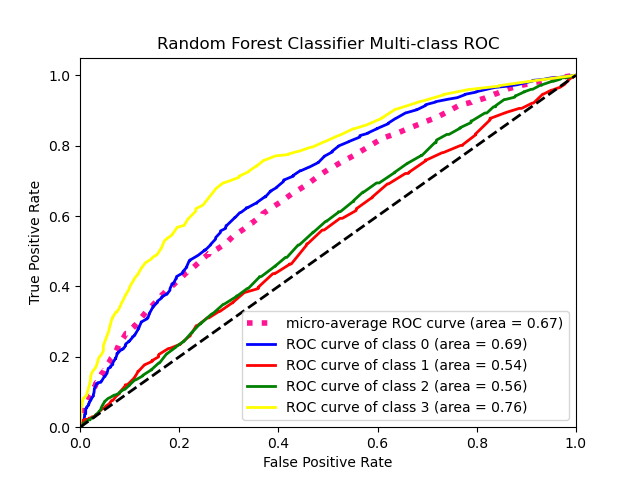 Random Forest Classifier Multi-class ROC
True Positive Rate
1.0
0.8
0.6
0.4
0.2
0.0
micro-average ROC curve (area = 0.67)
ROC curve of class 0 (area = 0.69)
ROC curve of class 1 (area = 0.54)
ROC curve of class 2 (area = 0.56)
ROC curve of class 3 (area = 0.76)
0.0 0.2 0.4 0.6 0.8 1.0
False Positive Rate